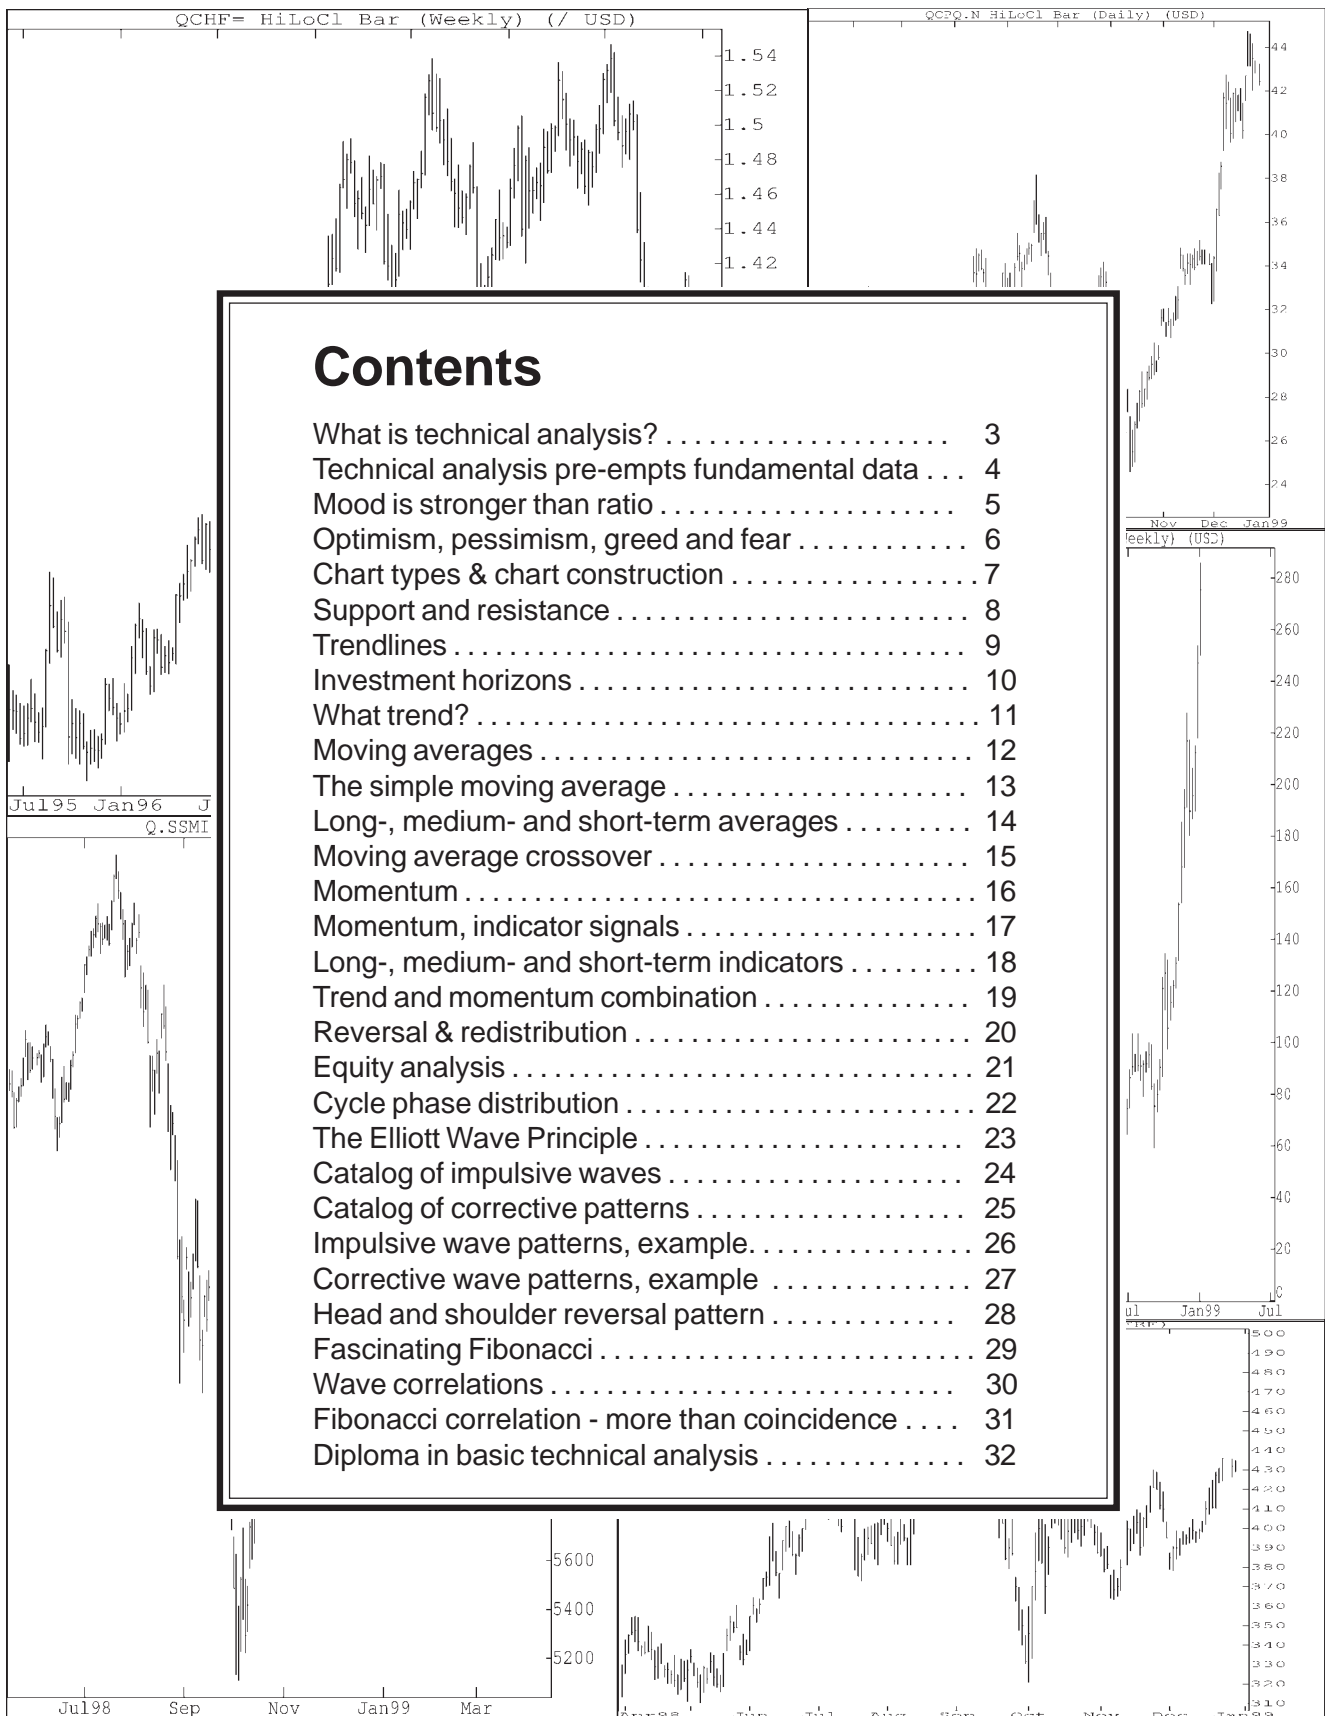 QCHF= HiLoCl Bar (Weekly) (/ USD)
1.54
1.52
1.5
1.48
1.46
1.44
1.42
Jul95 Jan96 J
QCPQ.N HiLoCl Bar (Daily) (USD)
44
42
40
38
36
34
32
30
28
26
24
Nov Dec Jan99
Contents
What is technical analysis? . . . . . . . . . . . . . . . . . . . . 3
Technical analysis pre-empts fundamental data . . . 4
Mood is stronger than ratio . . . . . . . . . . . . . . . . . . . . . 5
Optimism, pessimism, greed and fear . . . . . . . . . . . . 6
Chart types & chart construction . . . . . . . . . . . . . . . . . 7
Support and resistance . . . . . . . . . . . . . . . . . . . . . . . . 8
Trendlines . . . . . . . . . . . . . . . . . . . . . . . . . . . . . . . . . . . 9
Investment horizons . . . . . . . . . . . . . . . . . . . . . . . . . . . 10
What trend? . . . . . . . . . . . . . . . . . . . . . . . . . . . . . . . . . . . 11
Moving averages . . . . . . . . . . . . . . . . . . . . . . . . . . . . . . 12
The simple moving average . . . . . . . . . . . . . . . . . . . . . 13
Long-, medium- and short-term averages . . . . . . . . . 14
Moving average crossover . . . . . . . . . . . . . . . . . . . . . . 15
Momentum . . . . . . . . . . . . . . . . . . . . . . . . . . . . . . . . . . . 16
Momentum, indicator signals . . . . . . . . . . . . . . . . . . . . 17
Long-, medium- and short-term indicators . . . . . . . . . 18
Trend and momentum combination . . . . . . . . . . . . . . . 19
Reversal & redistribution . . . . . . . . . . . . . . . . . . . . . . . . 20
Equity analysis . . . . . . . . . . . . . . . . . . . . . . . . . . . . . . . . 21
Cycle phase distribution . . . . . . . . . . . . . . . . . . . . . . . . 22
The Elliott Wave Principle . . . . . . . . . . . . . . . . . . . . . . 23
Catalog of impulsive waves . . . . . . . . . . . . . . . . . . . . . 24
Catalog of corrective patterns . . . . . . . . . . . . . . . . . . . 25
Impulsive wave patterns, example. . . . . . . . . . . . . . . . 26
Corrective wave patterns, example . . . . . . . . . . . . . . 27
Head and shoulder reversal pattern . . . . . . . . . . . . . . 28
Fascinating Fibonacci . . . . . . . . . . . . . . . . . . . . . . . . . . 29
Wave correlations . . . . . . . . . . . . . . . . . . . . . . . . . . . . 30
Fibonacci correlation - more than coincidence . . . . 31
Diploma in basic technical analysis . . . . . . . . . . . . . . 32
(USD)
280
260
240
220
200
180
160
140
120
100
80
60
40
20
0
Jan99 Jul
Q.SSMI
5600
5400
5200
Jul98 Sep Nov Jan99 Mar
500
490
480
470
460
450
440
430
420
410
400
390
380
370
360
350
340
330
320
310